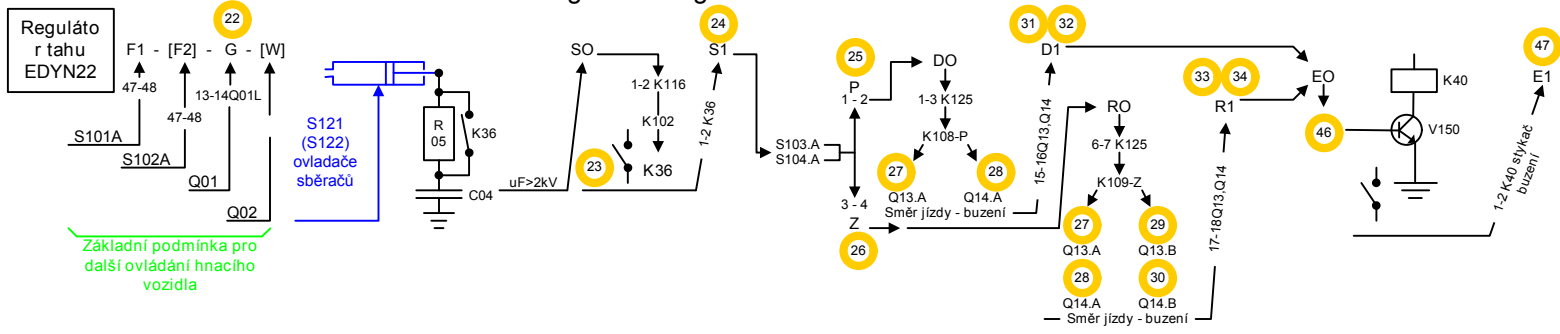 Reguláto
r tahu
EDYN22
22
F1 - [F2] - G - [W]
47-48
47-48
13-14Q01L
S101A
S102A
Q01
Q02
Základní podmínka pro
další ovládání hnacího
vozidla
S121
(S122)
ovladače
sběračů
R
05
K36
C04
uF>2kV
SO
1-2 K116
K102
23
K36
24
S1
1-2 K36
S103.A
S104.A
25
P
1 - 2
3 - 4
Z
26
DO
1-3 K125
K108-P
27
Q13.A
28
Q14.A
Směr jízdy - buzení
31
32
D1
15-16Q13,Q14
RO
6-7 K125
K109-Z
27
Q13.A
29
Q13.B
28
Q14.A
30
Q14.B
Směr jízdy - buzení
33
34
R1
17-18Q13,Q14
EO
46
K40
V150
1-2 K40 stykač
buzení
47
E1